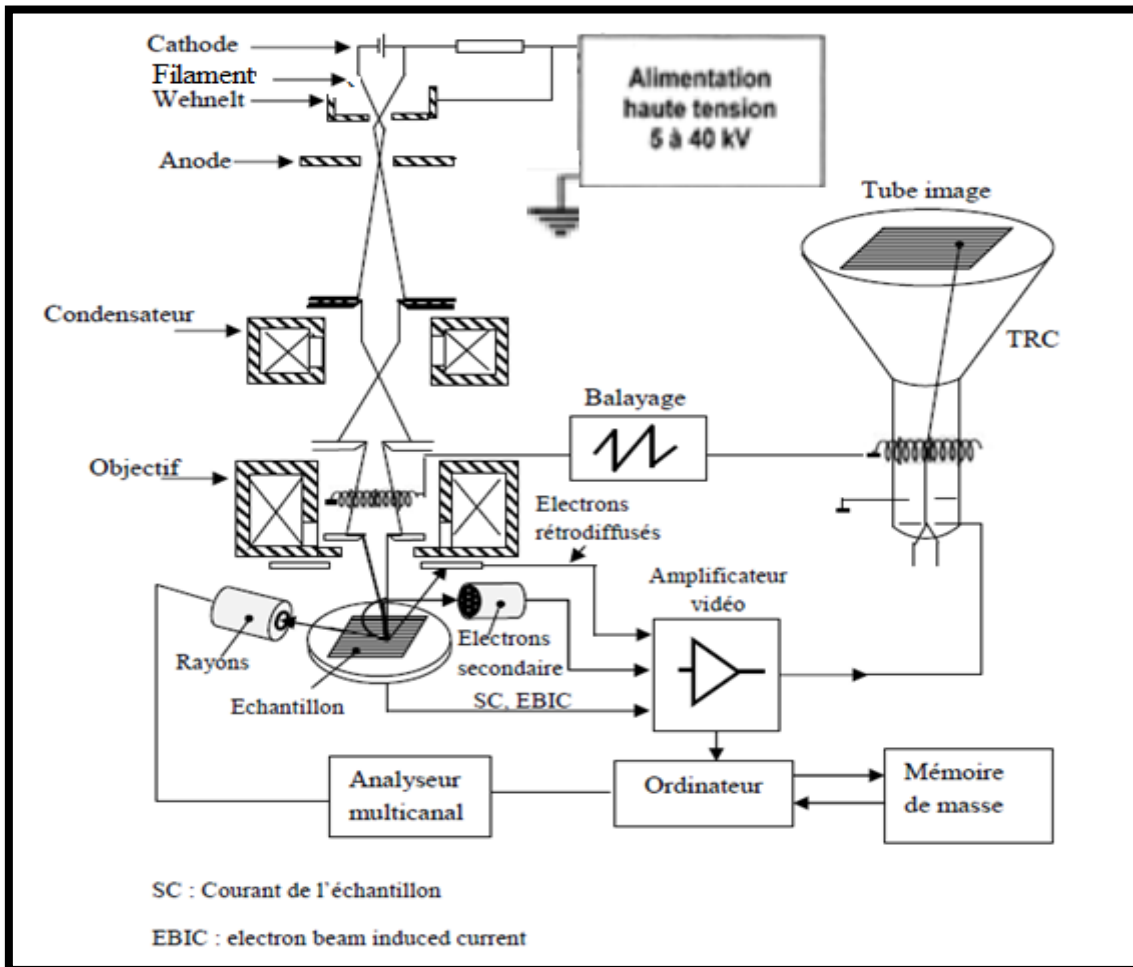 Cathode
Filament
Wehnelt
Anode
Alimentation
haute tension
5 à 40 kV
Tube image
Condensateur
TRC
Balayage
Objectif
Electrons
rétrodiffusés
Amplificateur
vidéo
Rayons
Electrons
secondaire
Echantillon
SC, EBIC
Analyseur
multicanal
Ordinateur
Mémoire
de masse
SC : Courant de l'échantillon
EBIC : electron beam induced current